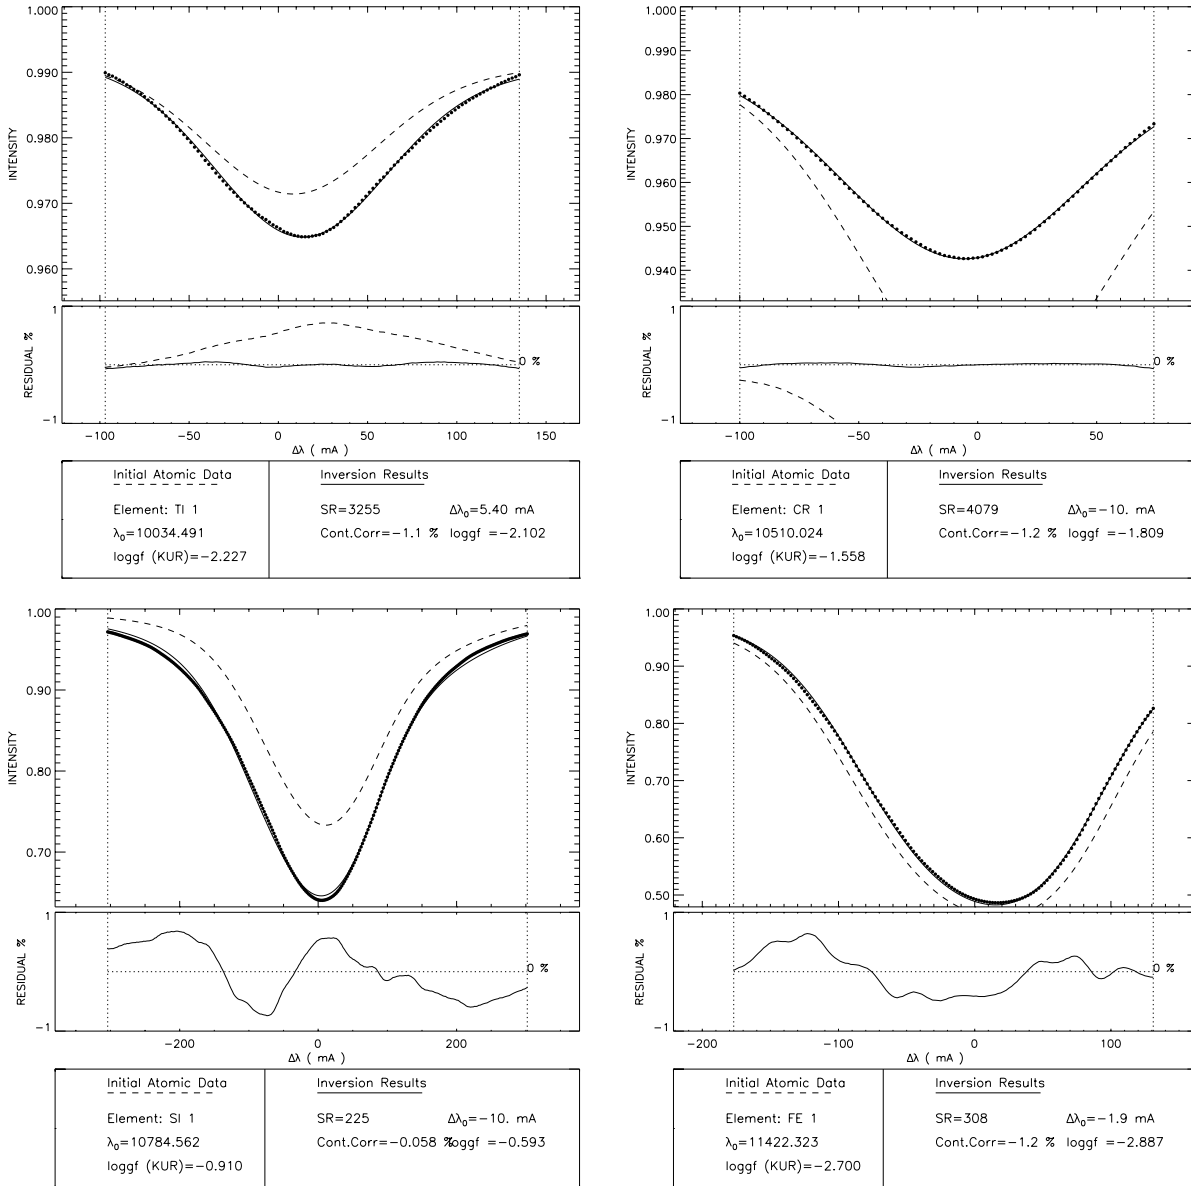 1.000
0.990
0.980
0.970
0.960
INTENSITY
1
-1
RESIDUAL %
0 %
-100 -50 0 50 100 150
Δλ ( mA )
Initial Atomic Data
Element: TI 1
λ₀=10034.491
loggf (KUR)=-2.227
Inversion Results
SR=3255 Δλ₀=5.40 mA
Cont.Corr=-1.1 % loggf =-2.102
1.000
0.990
0.980
0.970
0.960
0.950
0.940
INTENSITY
1
-1
RESIDUAL %
0 %
-100 -50 0 50
Δλ ( mA )
Initial Atomic Data
Element: CR 1
λ₀=10510.024
loggf (KUR)=-1.558
Inversion Results
SR=4079 Δλ₀=-10. mA
Cont.Corr=-1.2 % loggf =-1.809
1.00
0.90
0.80
0.70
INTENSITY
1
-1
RESIDUAL %
0 %
-200 0 200
Δλ ( mA )
Initial Atomic Data
Element: SI 1
λ₀=10784.562
loggf (KUR)=-0.910
Inversion Results
SR=225 Δλ₀=-10. mA
Cont.Corr=-0.058 % loggf =-0.593
1.00
0.90
0.80
0.70
0.60
0.50
INTENSITY
1
-1
RESIDUAL %
0 %
-200 -100 0 100
Δλ ( mA )
Initial Atomic Data
Element: FE 1
λ₀=11422.323
loggf (KUR)=-2.700
Inversion Results
SR=308 Δλ₀=-1.9 mA
Cont.Corr=-1.2 % loggf =-2.887